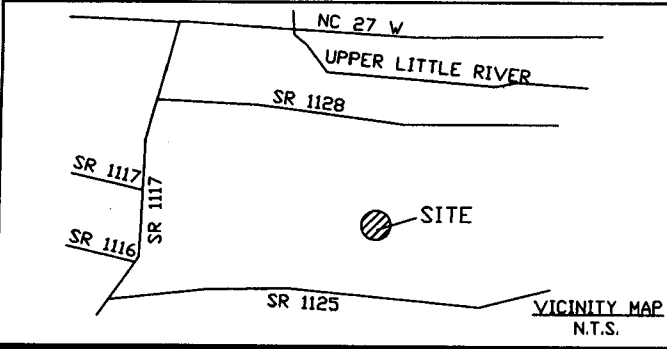 NC 27 W
UPPER LITTLE RIVER
SR 1128
SR 1117
SR 1117
SITE
SR 1116
SR 1125
VICINITY MAP
N.T.S.